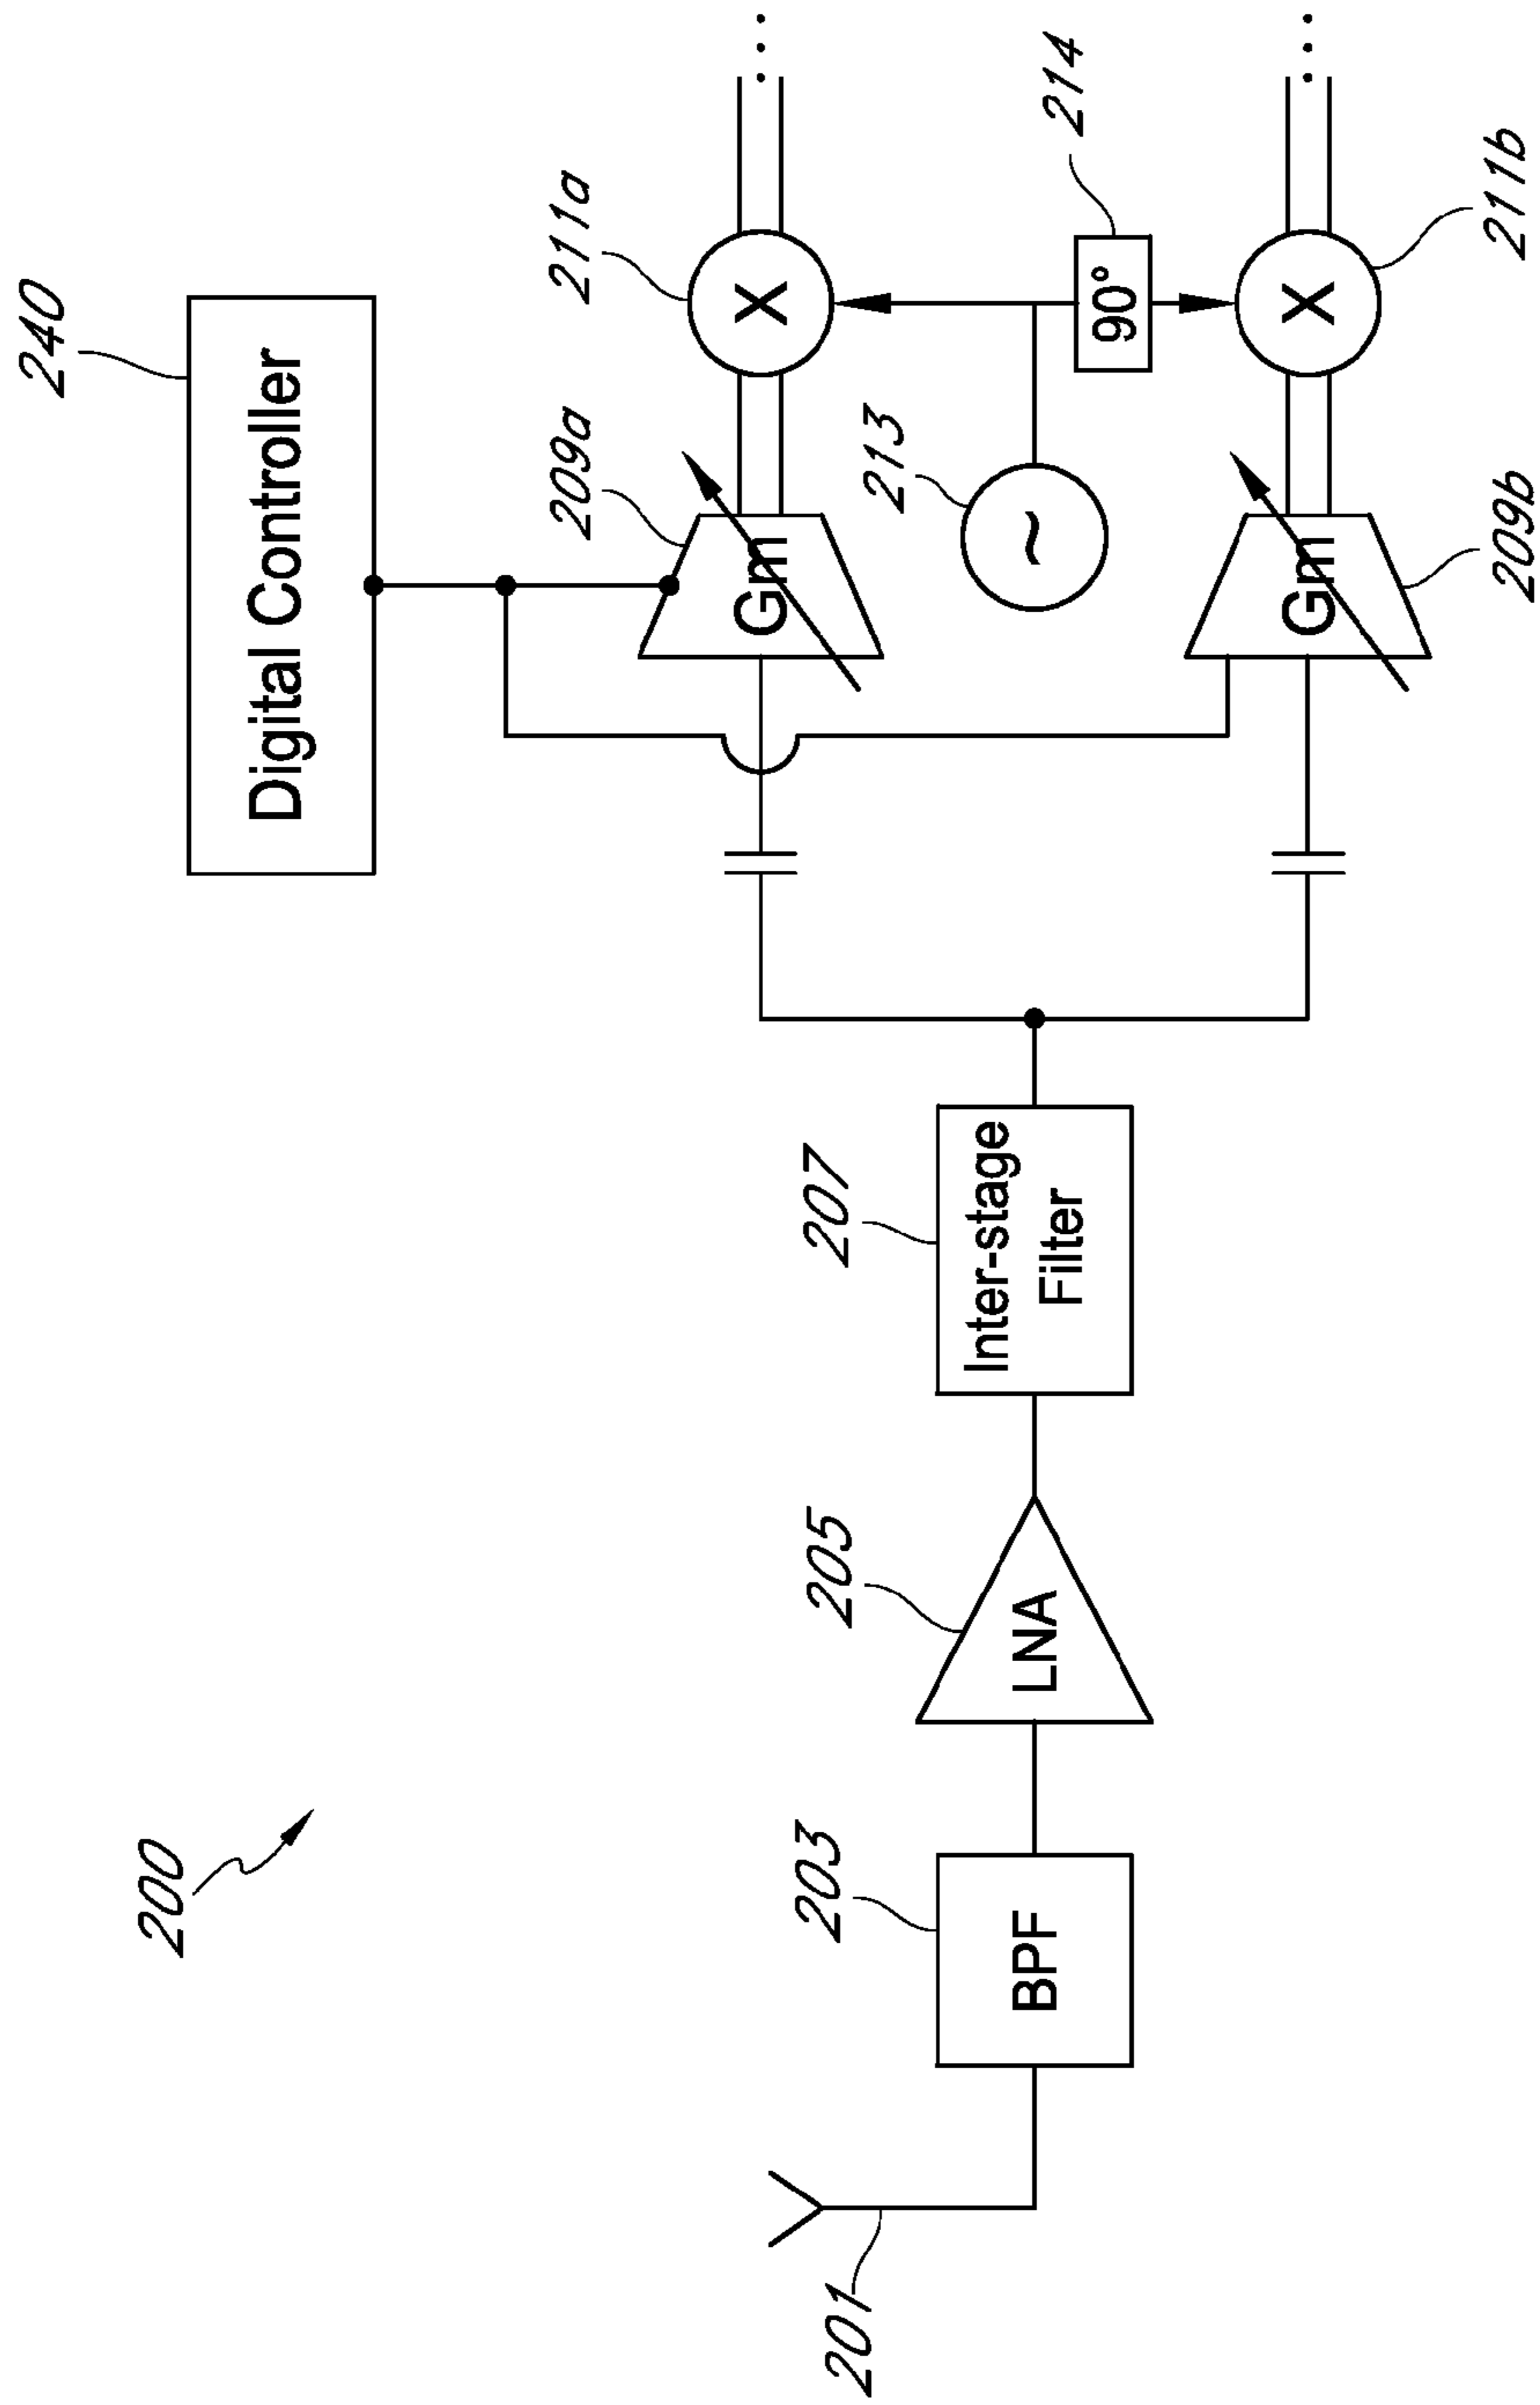 200
240
Digital Controller
209a
211a
Gm
X
201
203
BPF
205
LNA
207
Inter-stage
Filter
213
~
214
90°
Gm
X
209b
211b